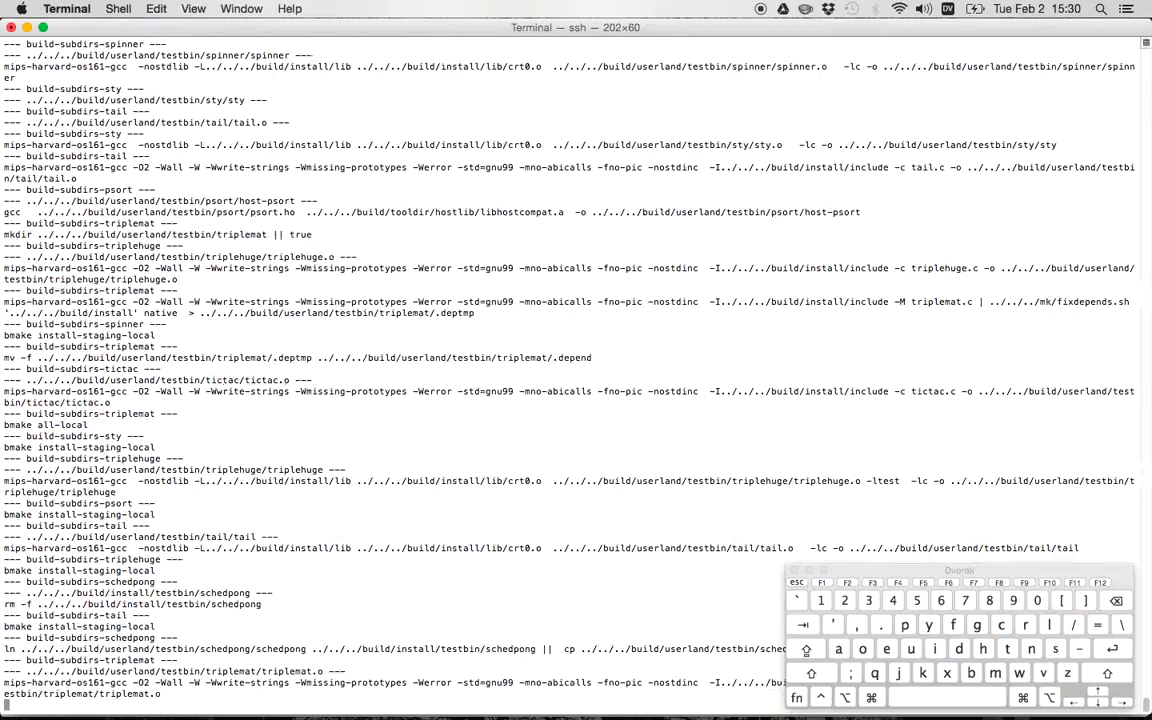 Terminal Shell Edit View Window Help DV Tue Feb 2 15:30
Terminal — ssh — 202×60
--- build-subdirs-spinner ---
--- ../../../build/userland/testbin/spinner/spinner ---
mips-harvard-os161-gcc -nostdlib -L../../../build/install/lib ../../../build/install/lib/crt0.o ../../../build/userland/testbin/spinner/spinner.o -lc -o ../../../build/userland/testbin/spinner/spinn
er
--- build-subdirs-sty ---
--- ../../../build/userland/testbin/sty/sty ---
--- build-subdirs-tail ---
--- ../../../build/userland/testbin/tail/tail.o ---
--- build-subdirs-sty ---
mips-harvard-os161-gcc -nostdlib -L../../../build/install/lib ../../../build/install/lib/crt0.o ../../../build/userland/testbin/sty/sty.o -lc -o ../../../build/userland/testbin/sty/sty
--- build-subdirs-tail ---
mips-harvard-os161-gcc -O2 -Wall -W -Wwrite-strings -Wmissing-prototypes -Werror -std=gnu99 -mno-abicalls -fno-pic -nostdinc -I../../../build/install/include -c tail.c -o ../../../build/userland/testbi
n/tail/tail.o
--- build-subdirs-psort ---
--- ../../../build/userland/testbin/psort/host-psort ---
gcc ../../../build/userland/testbin/psort/psort.ho ../../../build/tooldir/hostlib/libhostcompat.a -o ../../../build/userland/testbin/psort/host-psort
--- build-subdirs-triplemat ---
mkdir ../../../build/userland/testbin/triplemat || true
--- build-subdirs-triplehuge ---
--- ../../../build/userland/testbin/triplehuge/triplehuge.o ---
mips-harvard-os161-gcc -O2 -Wall -W -Wwrite-strings -Wmissing-prototypes -Werror -std=gnu99 -mno-abicalls -fno-pic -nostdinc -I../../../build/install/include -c triplehuge.c -o ../../../build/userland/
testbin/triplehuge/triplehuge.o
--- build-subdirs-triplemat ---
mips-harvard-os161-gcc -O2 -Wall -W -Wwrite-strings -Wmissing-prototypes -Werror -std=gnu99 -mno-abicalls -fno-pic -nostdinc -I../../../build/install/include -M triplemat.c | ../../../mk/fixdepends.sh
'../../../build/install' native > ../../../build/userland/testbin/triplemat/.deptmp
--- build-subdirs-spinner ---
bmake install-staging-local
--- build-subdirs-triplemat ---
mv -f ../../../build/userland/testbin/triplemat/.deptmp ../../../build/userland/testbin/triplemat/.depend
--- build-subdirs-tictac ---
--- ../../../build/userland/testbin/tictac/tictac.o ---
mips-harvard-os161-gcc -O2 -Wall -W -Wwrite-strings -Wmissing-prototypes -Werror -std=gnu99 -mno-abicalls -fno-pic -nostdinc -I../../../build/install/include -c tictac.c -o ../../../build/userland/test
bin/tictac/tictac.o
--- build-subdirs-triplemat ---
bmake all-local
--- build-subdirs-sty ---
bmake install-staging-local
--- build-subdirs-triplehuge ---
--- ../../../build/userland/testbin/triplehuge/triplehuge ---
mips-harvard-os161-gcc -nostdlib -L../../../build/install/lib ../../../build/install/lib/crt0.o ../../../build/userland/testbin/triplehuge/triplehuge.o -ltest -lc -o ../../../build/userland/testbin/t
riplehuge/triplehuge
--- build-subdirs-psort ---
bmake install-staging-local
--- build-subdirs-tail ---
--- ../../../build/userland/testbin/tail/tail ---
mips-harvard-os161-gcc -nostdlib -L../../../build/install/lib ../../../build/install/lib/crt0.o ../../../build/userland/testbin/tail/tail.o -lc -o ../../../build/userland/testbin/tail/tail
--- build-subdirs-triplehuge ---
bmake install-staging-local
--- build-subdirs-schedpong ---
--- ../../../build/install/testbin/schedpong ---
rm -f ../../../build/install/testbin/schedpong
--- build-subdirs-tail ---
bmake install-staging-local
--- build-subdirs-schedpong ---
ln ../../../build/userland/testbin/schedpong/schedpong ../../../build/install/testbin/schedpong || cp ../../../build/userland/testbin/sched
--- build-subdirs-triplemat ---
--- ../../../build/userland/testbin/triplemat/triplemat.o ---
mips-harvard-os161-gcc -O2 -Wall -W -Wwrite-strings -Wmissing-prototypes -Werror -std=gnu99 -mno-abicalls -fno-pic -nostdinc -I../../../bu
estbin/triplemat/triplemat.o
Dvorak
esc F1 F2 F3 F4 F5 F6 F7 F8 F9 F10 F11 F12
` 1 2 3 4 5 6 7 8 9 0 [ ] ⌫
⇥ ' , . p y f g c r l / = \
a o e u i d h t n s - ↩
⇧ ; q j k x b m w v z ⇧
fn ⌃ ⌥ ⌘ ⌘ ⌥ ← ↑ ↓ →